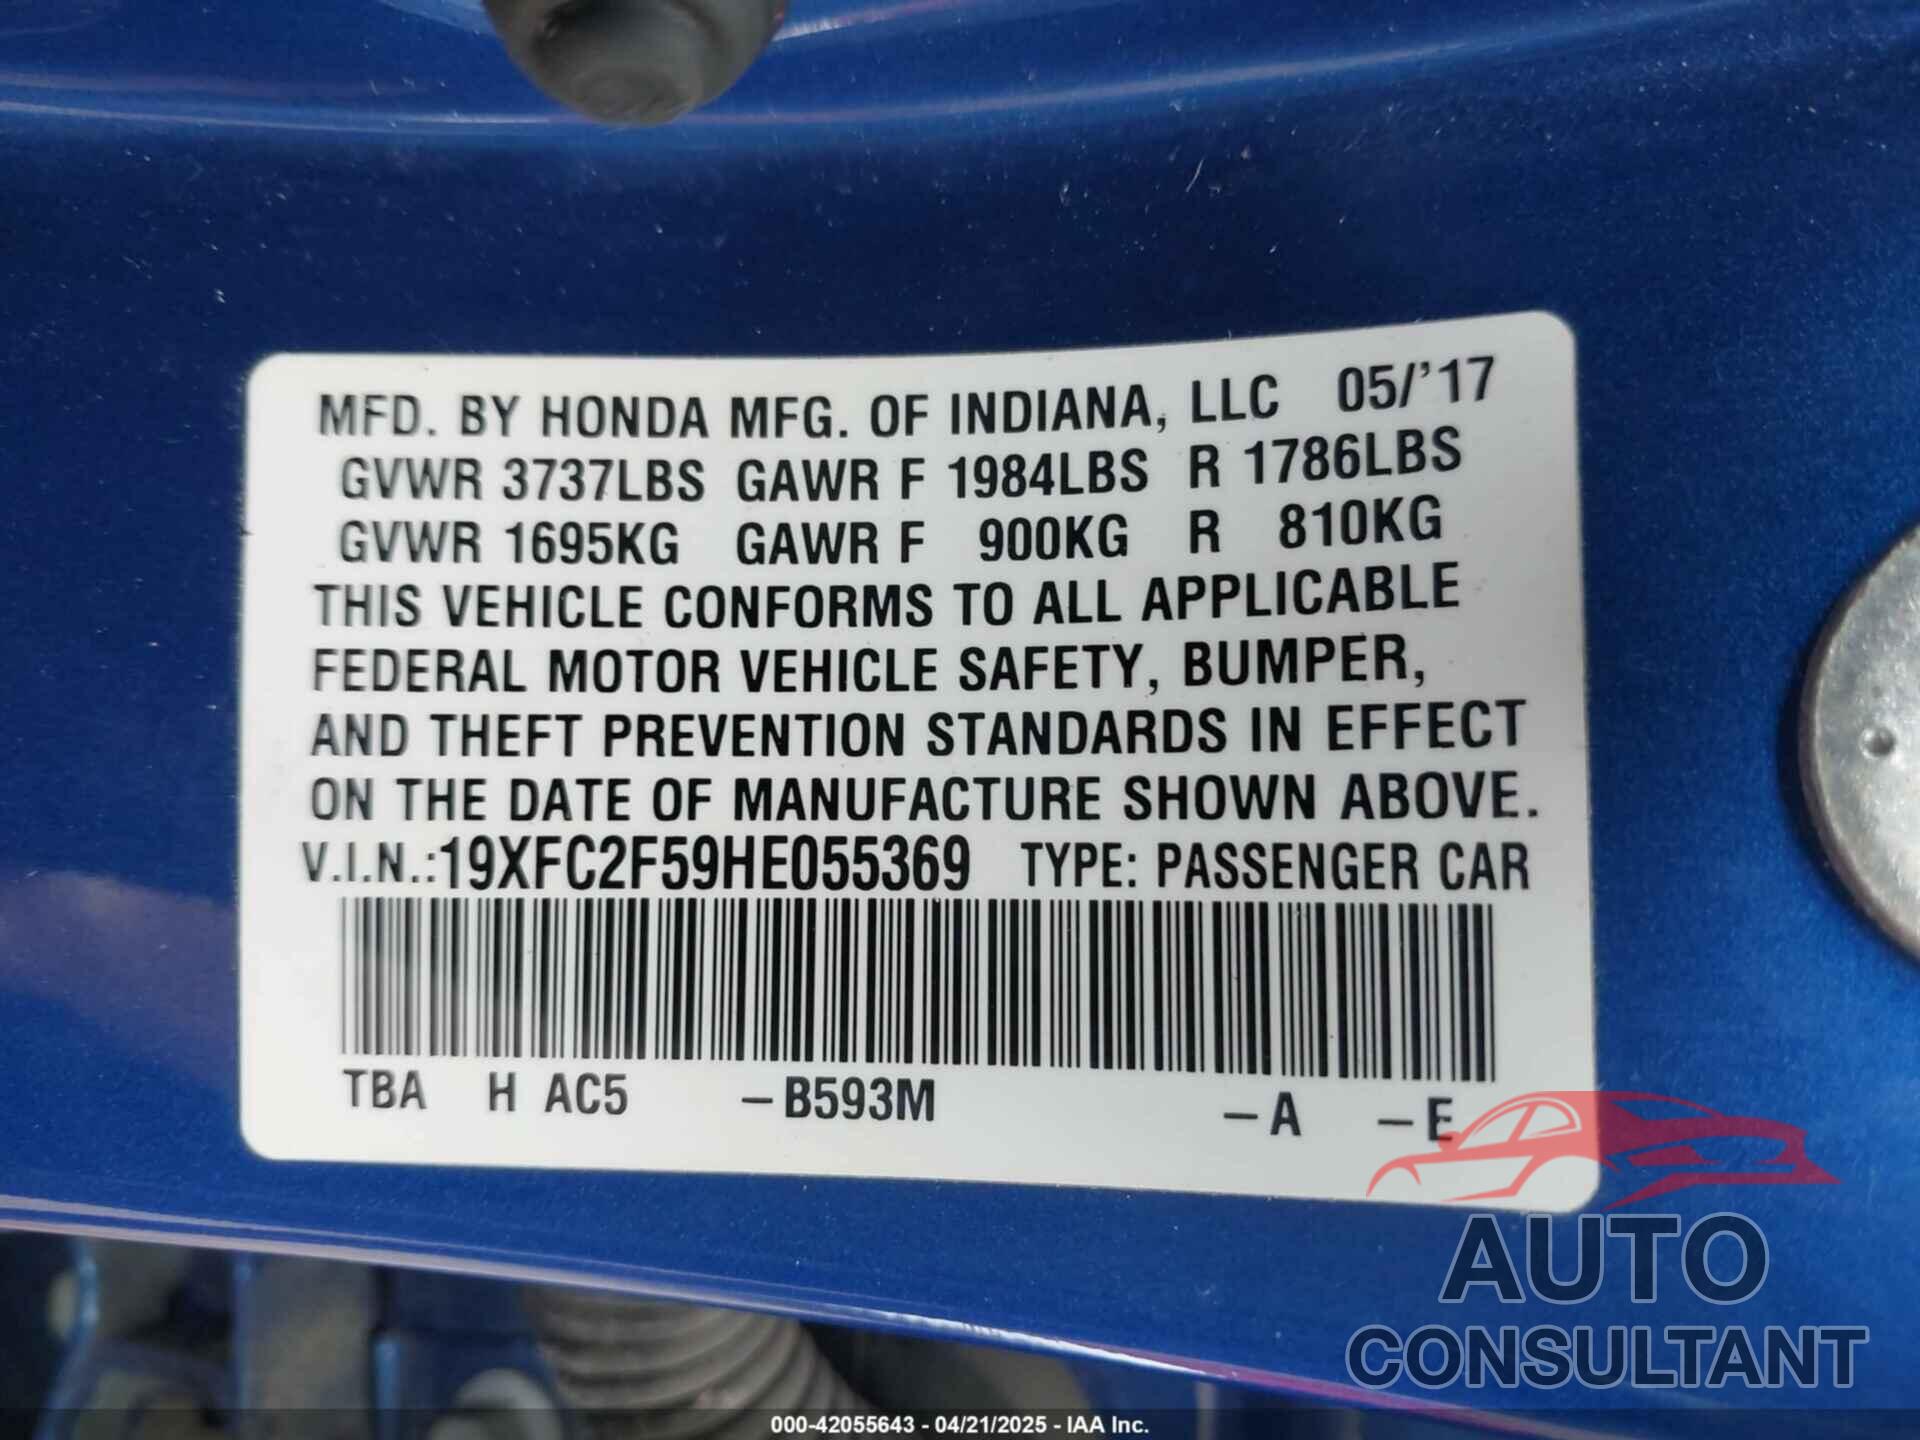 MFD. BY HONDA MFG. OF INDIANA, LLC 05/'17
GVWR 3737LBS GAWR F 1984LBS R 1786LBS
GVWR 1695KG GAWR F 900KG R 810KG
THIS VEHICLE CONFORMS TO ALL APPLICABLE
FEDERAL MOTOR VEHICLE SAFETY, BUMPER,
AND THEFT PREVENTION STANDARDS IN EFFECT
ON THE DATE OF MANUFACTURE SHOWN ABOVE.
V.I.N.:19XFC2F59HE055369 TYPE: PASSENGER CAR
TBA H AC5 –B593M –A –E
AUTO
CONSULTANT
000-42055643 - 04/21/2025 - IAA Inc.